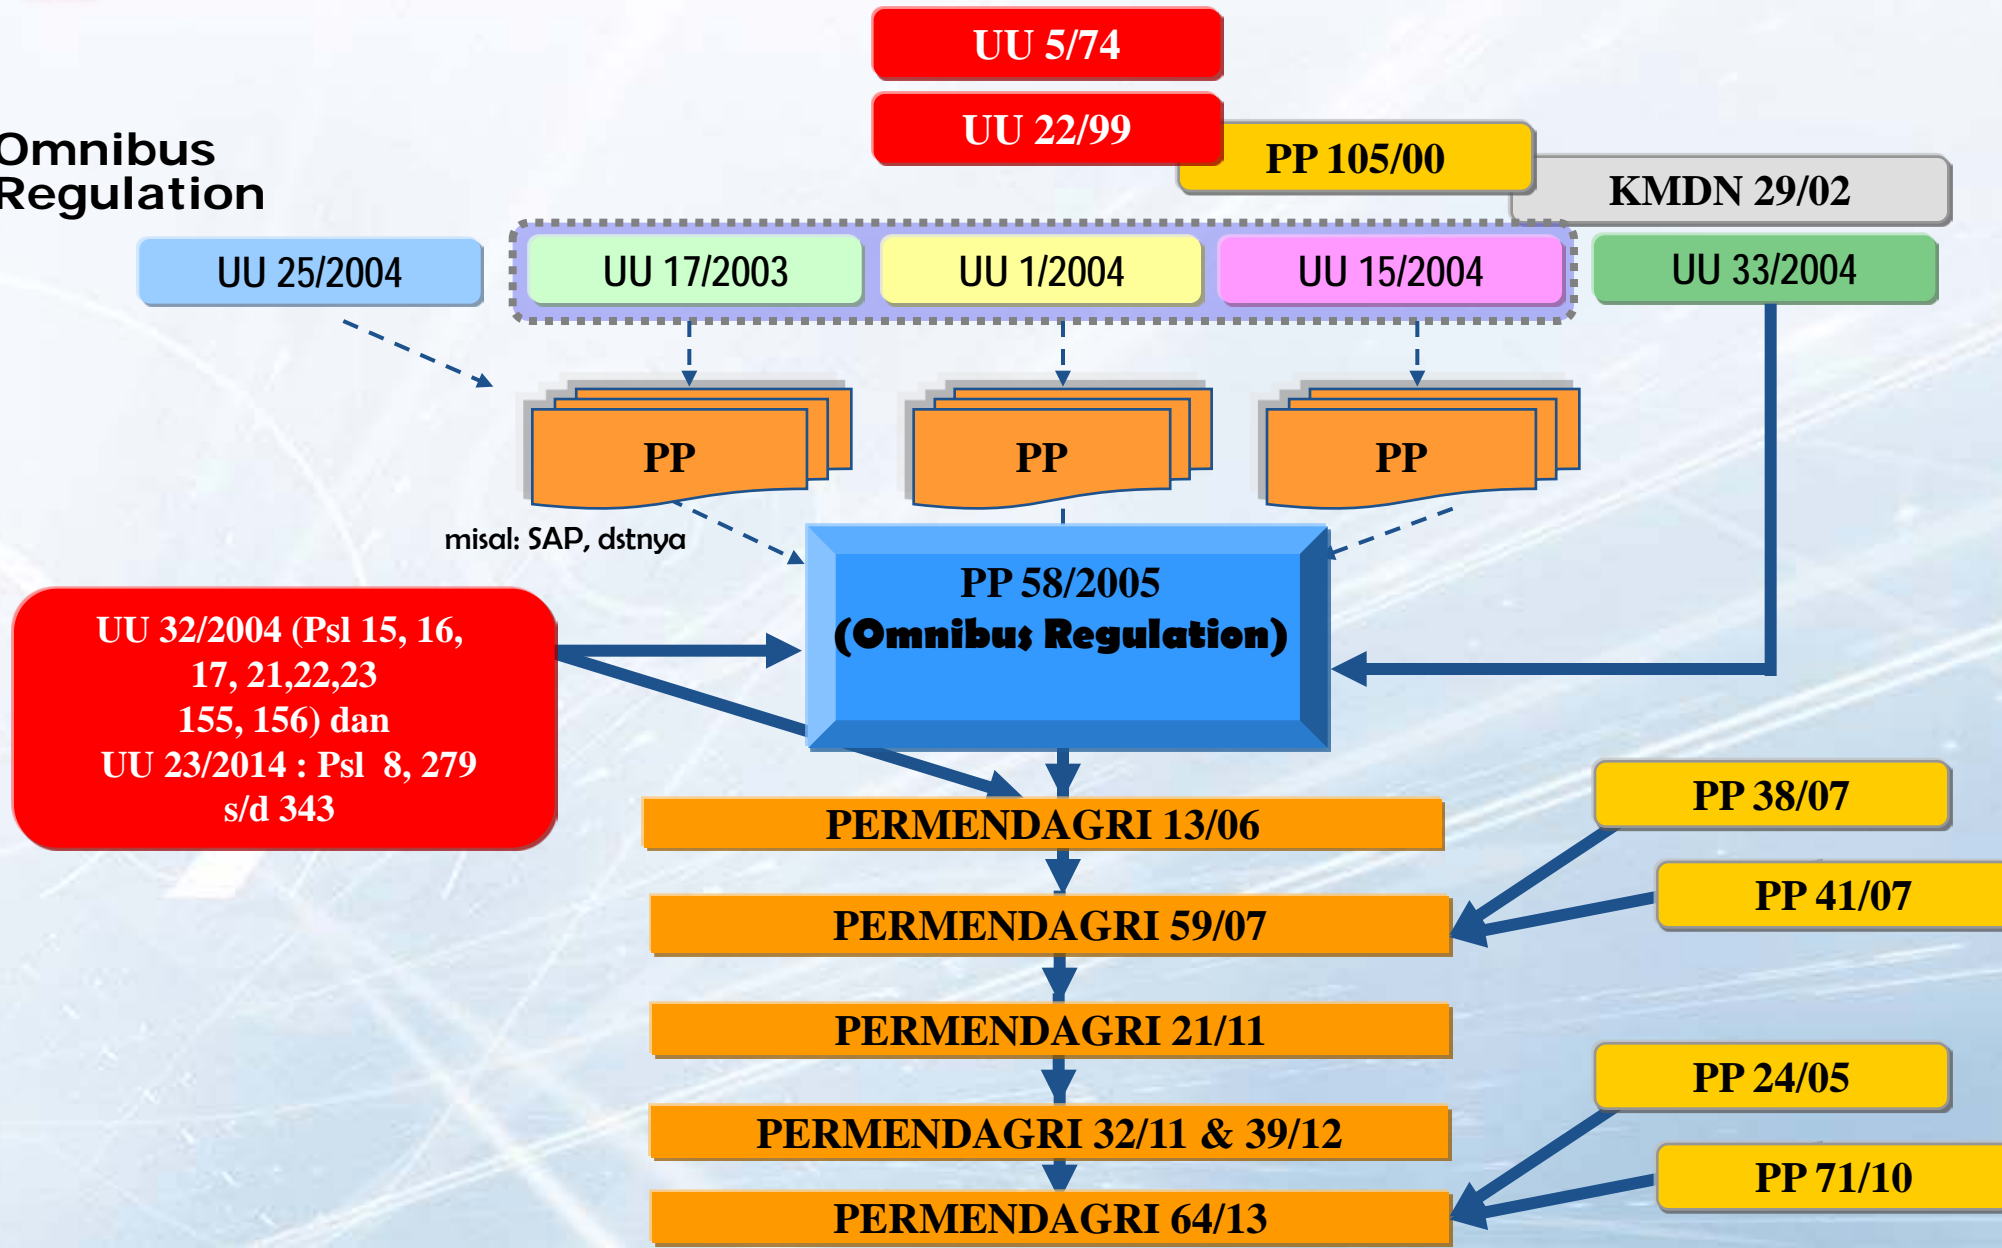 UU 5/74
UU 22/99
PP 105/00
KMDN 29/02
Omnibus
Regulation
UU 25/2004
UU 17/2003
UU 1/2004
UU 15/2004
UU 33/2004
PP
PP
PP
misal: SAP, dstnya
PP 58/2005
(Omnibus Regulation)
UU 32/2004 (Psl 15, 16,
17, 21,22,23
155, 156) dan
UU 23/2014 : Psl 8, 279
s/d 343
PERMENDAGRI 13/06
PP 38/07
PP 41/07
PERMENDAGRI 59/07
PERMENDAGRI 21/11
PP 24/05
PERMENDAGRI 32/11 & 39/12
PP 71/10
PERMENDAGRI 64/13